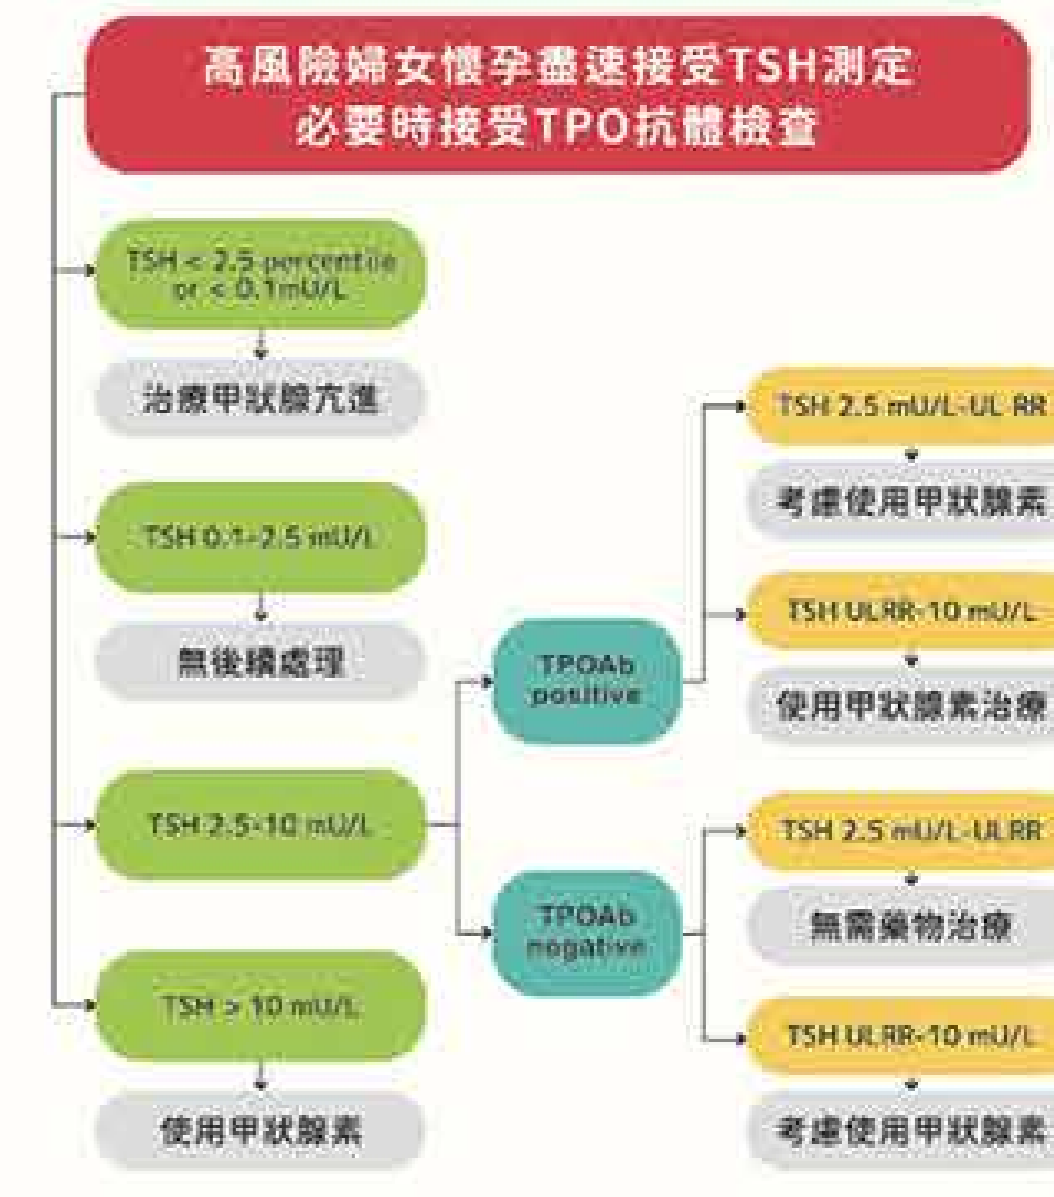 高風險婦女懷孕盡速接受TSH測定
必要時接受TPO抗體檢查
TSH < 2.5 percentile
or < 0.1mU/L
治療甲狀腺亢進
TSH 0.1-2.5 mU/L
無後續處理
TSH 2.5-10 mU/L
TSH > 10 mU/L
使用甲狀腺素
TPOAb
positive
TPOAb
negative
TSH 2.5 mU/L-UL RR
考慮使用甲狀腺素
TSH ULRR-10 mU/L
使用甲狀腺素治療
TSH 2.5 mU/L-ULRR
無需藥物治療
TSH ULRR-10 mU/L
考慮使用甲狀腺素